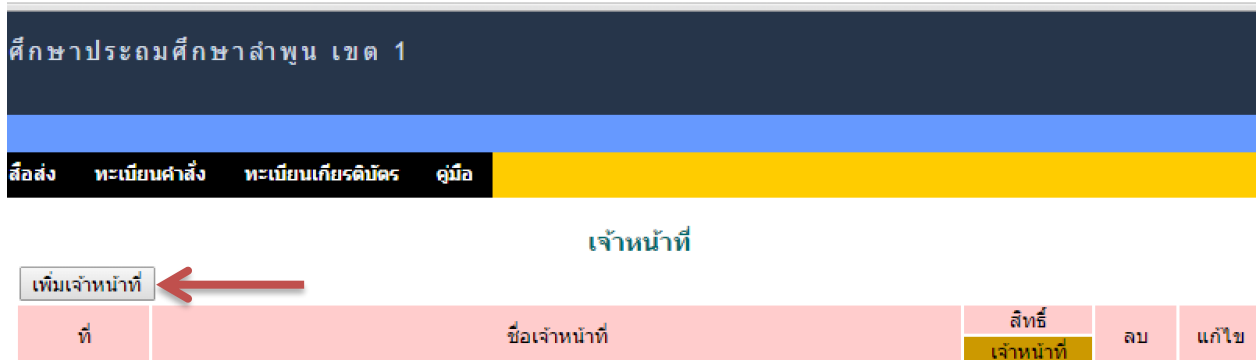 ศึกษาประถมศึกษาลำพูน เขต 1
สือส่ง ทะเบียนคำสั่ง ทะเบียนเกียรติบัตร คู่มือ
เจ้าหน้าที่
เพิ่มเจ้าหน้าที่
ที่ ชื่อเจ้าหน้าที่ สิทธิ์ ลบ แก้ไข
เจ้าหน้าที่